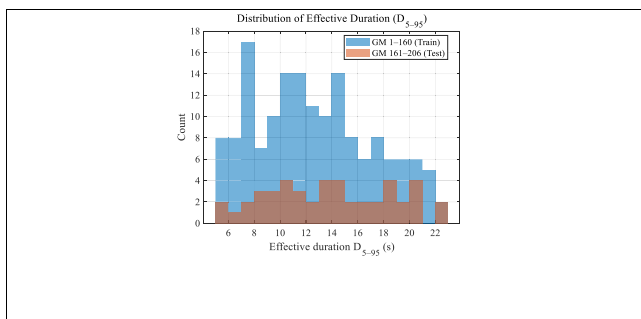 Distribution of Effective Duration (D5–95)
18
16
14
12
10
8
6
4
2
0
Count
GM 1–160 (Train)
GM 161–206 (Test)
6 8 10 12 14 16 18 20 22
Effective duration D5–95 (s)